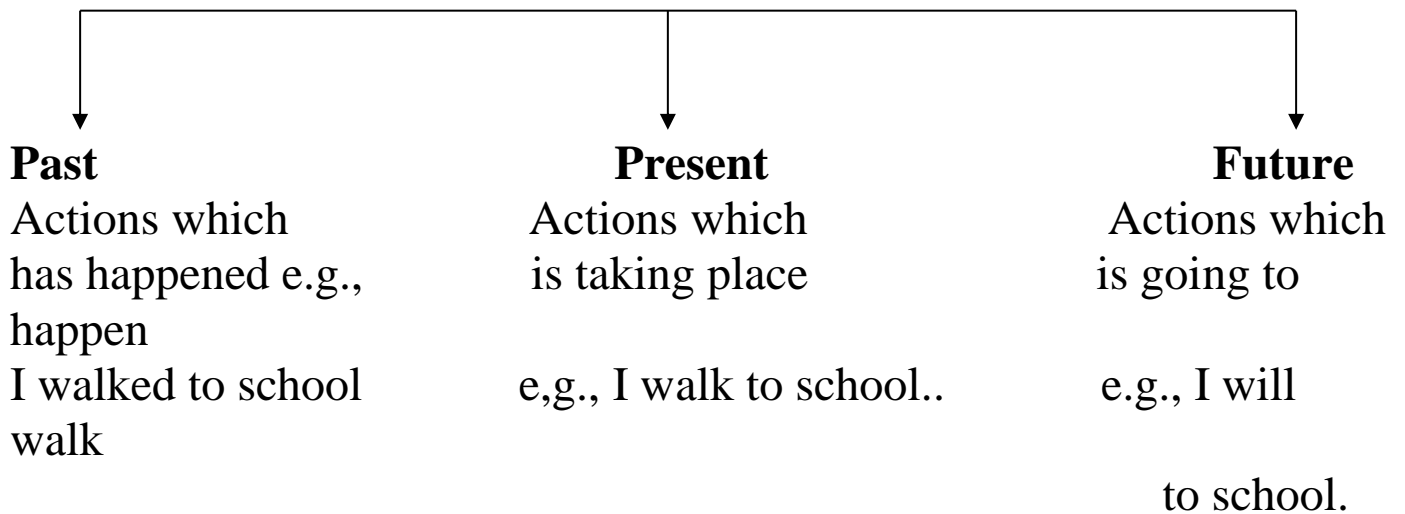 Past Present Future
Actions which Actions which Actions which
has happened e.g., is taking place is going to
happen
I walked to school e,g., I walk to school.. e.g., I will
walk
to school.